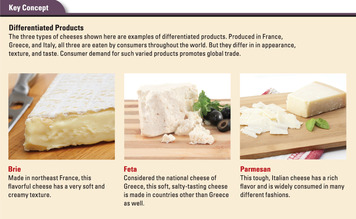 Key Concept
Differentiated Products
The three types of cheeses shown here are examples of differentiated products. Produced in France,
Greece, and Italy, all three are eaten by consumers throughout the world. But they differ in in appearance,
texture, and taste. Consumer demand for such varied products promotes global trade.
Brie
Made in northeast France, this
flavorful cheese has a very soft and
creamy texture.
Feta
Considered the national cheese of
Greece, this soft, salty-tasting cheese
is made in countries other than Greece
as well.
Parmesan
This tough, Italian cheese has a rich
flavor and is widely consumed in many
different fashions.